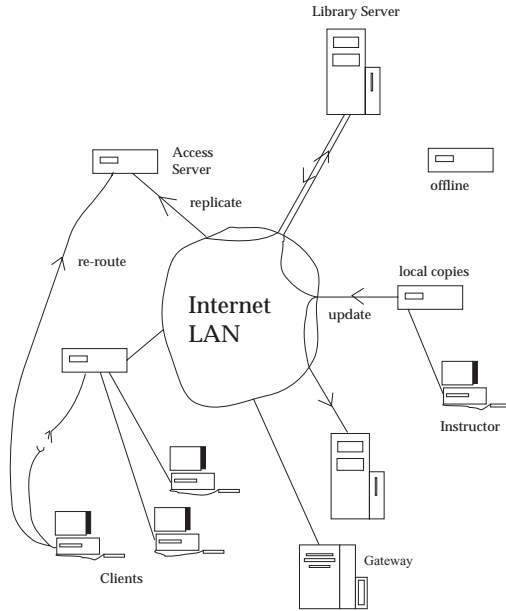 Library Server
Access
Server
offline
replicate
re-route
local copies
Internet
LAN
update
Instructor
Gateway
Clients